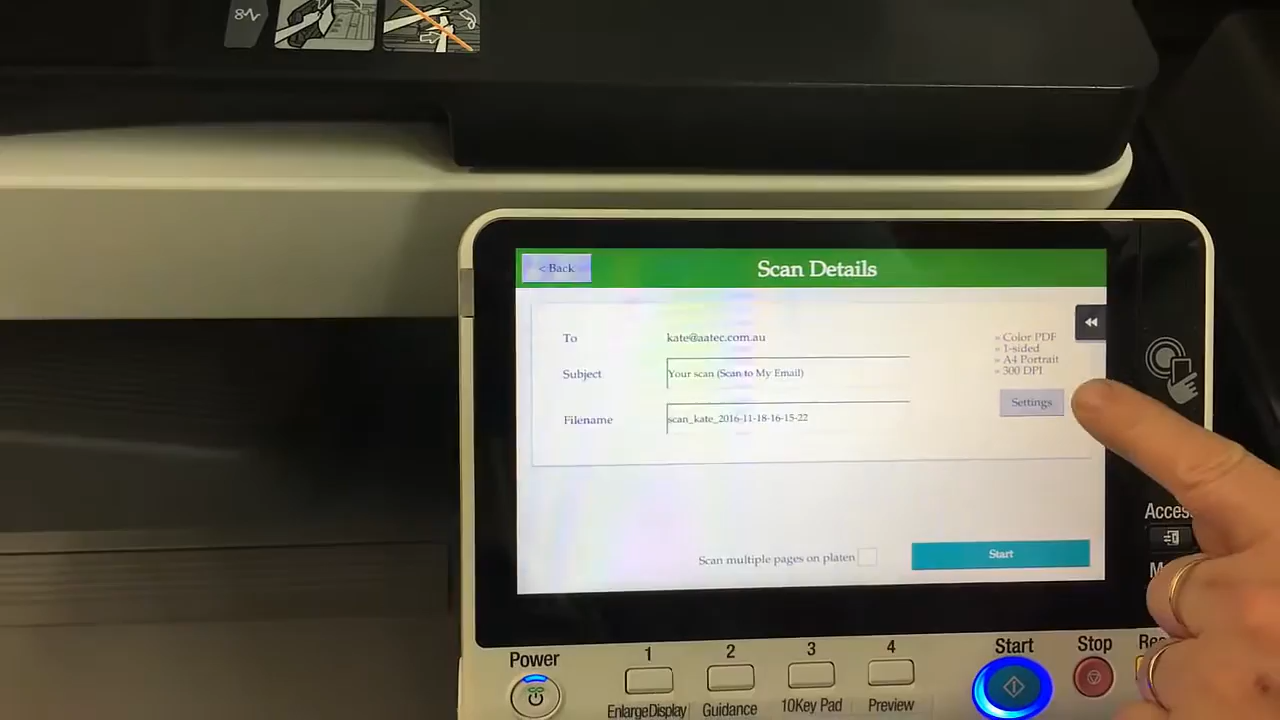 < Back
Scan Details
To
kate@aatec.com.au
Subject
Your scan (Scan to My Email)
Filename
scan_kate_2016-11-18-16-15-22
» Color PDF
» 1-sided
» A4 Portrait
» 300 DPI
Settings
Scan multiple pages on platen
Start
Power
1
2
3
4
Start
Stop
EnlargeDisplay
Guidance
10Key Pad
Preview